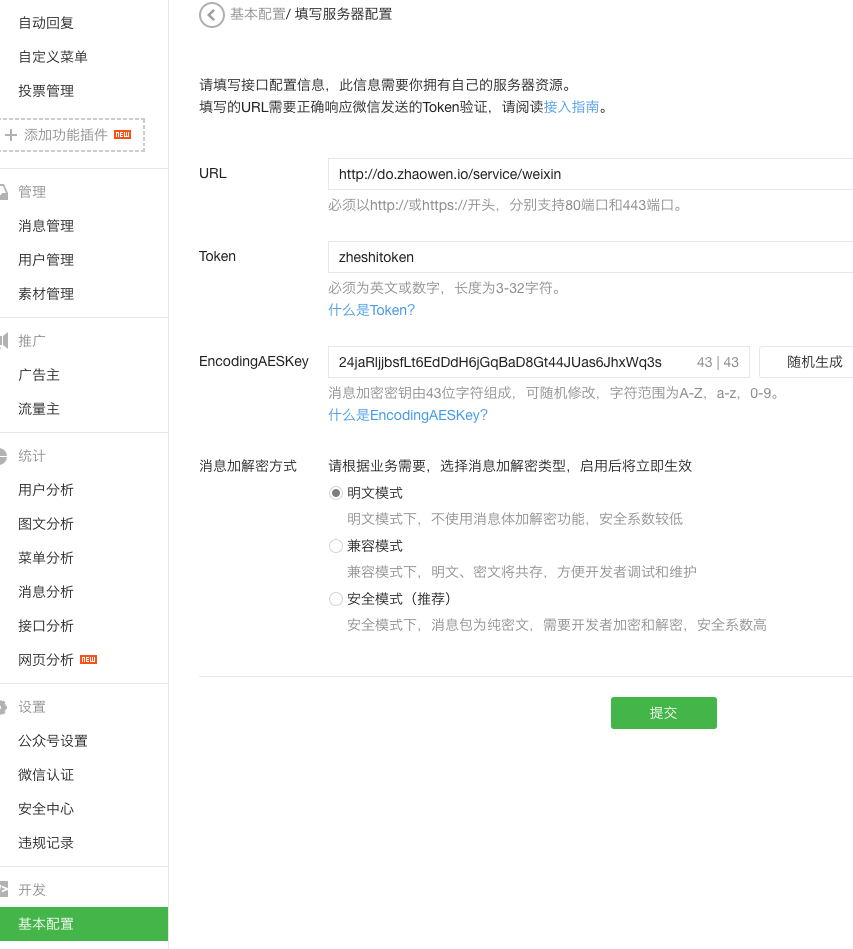 自动回复
自定义菜单
投票管理
添加功能插件 NEW
管理
消息管理
用户管理
素材管理
推广
广告主
流量主
统计
用户分析
图文分析
菜单分析
消息分析
接口分析
网页分析 NEW
设置
公众号设置
微信认证
安全中心
违规记录
开发
基本配置
基本配置/ 填写服务器配置
请填写接口配置信息，此信息需要你拥有自己的服务器资源。
填写的URL需要正确响应微信发送的Token验证，请阅读接入指南。
URL
http://do.zhaowen.io/service/weixin
必须以http://或https://开头，分别支持80端口和443端口。
Token
zheshitoken
必须为英文或数字，长度为3-32字符。
什么是Token?
EncodingAESKey
24jaRljjbsfLt6EdDdH6jGqBaD8Gt44JUas6JhxWq3s 43 | 43 随机生成
消息加密密钥由43位字符组成，可随机修改，字符范围为A-Z，a-z，0-9。
什么是EncodingAESKey?
消息加解密方式
请根据业务需要，选择消息加解密类型，启用后将立即生效
明文模式
明文模式下，不使用消息体加解密功能，安全系数较低
兼容模式
兼容模式下，明文、密文将共存，方便开发者调试和维护
安全模式（推荐）
安全模式下，消息包为纯密文，需要开发者加密和解密，安全系数高
提交